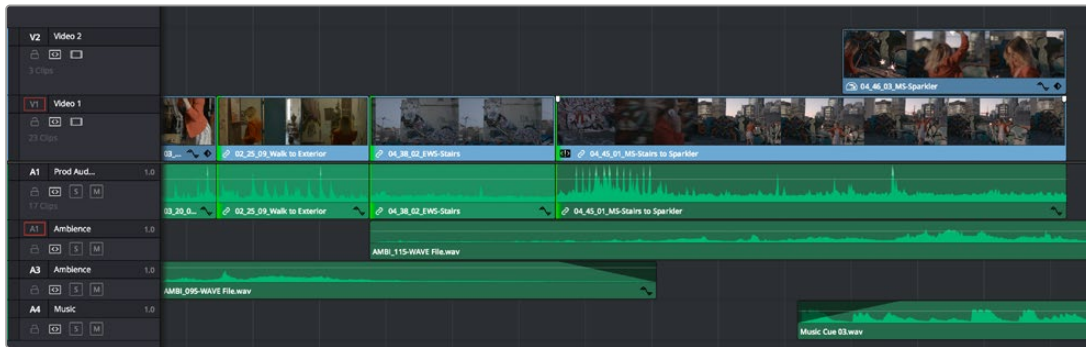 V2 Video 2
3 Clips
04_46_03_MS-Sparkler
V1 Video 1
23 Clips
03_... 02_25_09_Walk to Exterior 04_38_02_EWS-Stairs 04_45_01_MS-Stairs to Sparkler
A1 Prod Aud... 1.0
S M
17 Clips
03_20_0... 02_25_09_Walk to Exterior 04_38_02_EWS-Stairs 04_45_01_MS-Stairs to Sparkler
A1 Ambience 1.0
S M
AMBI_115-WAVE File.wav
A3 Ambience 1.0
S M
AMBI_095-WAVE File.wav
A4 Music 1.0
S M
Music Cue 03.wav